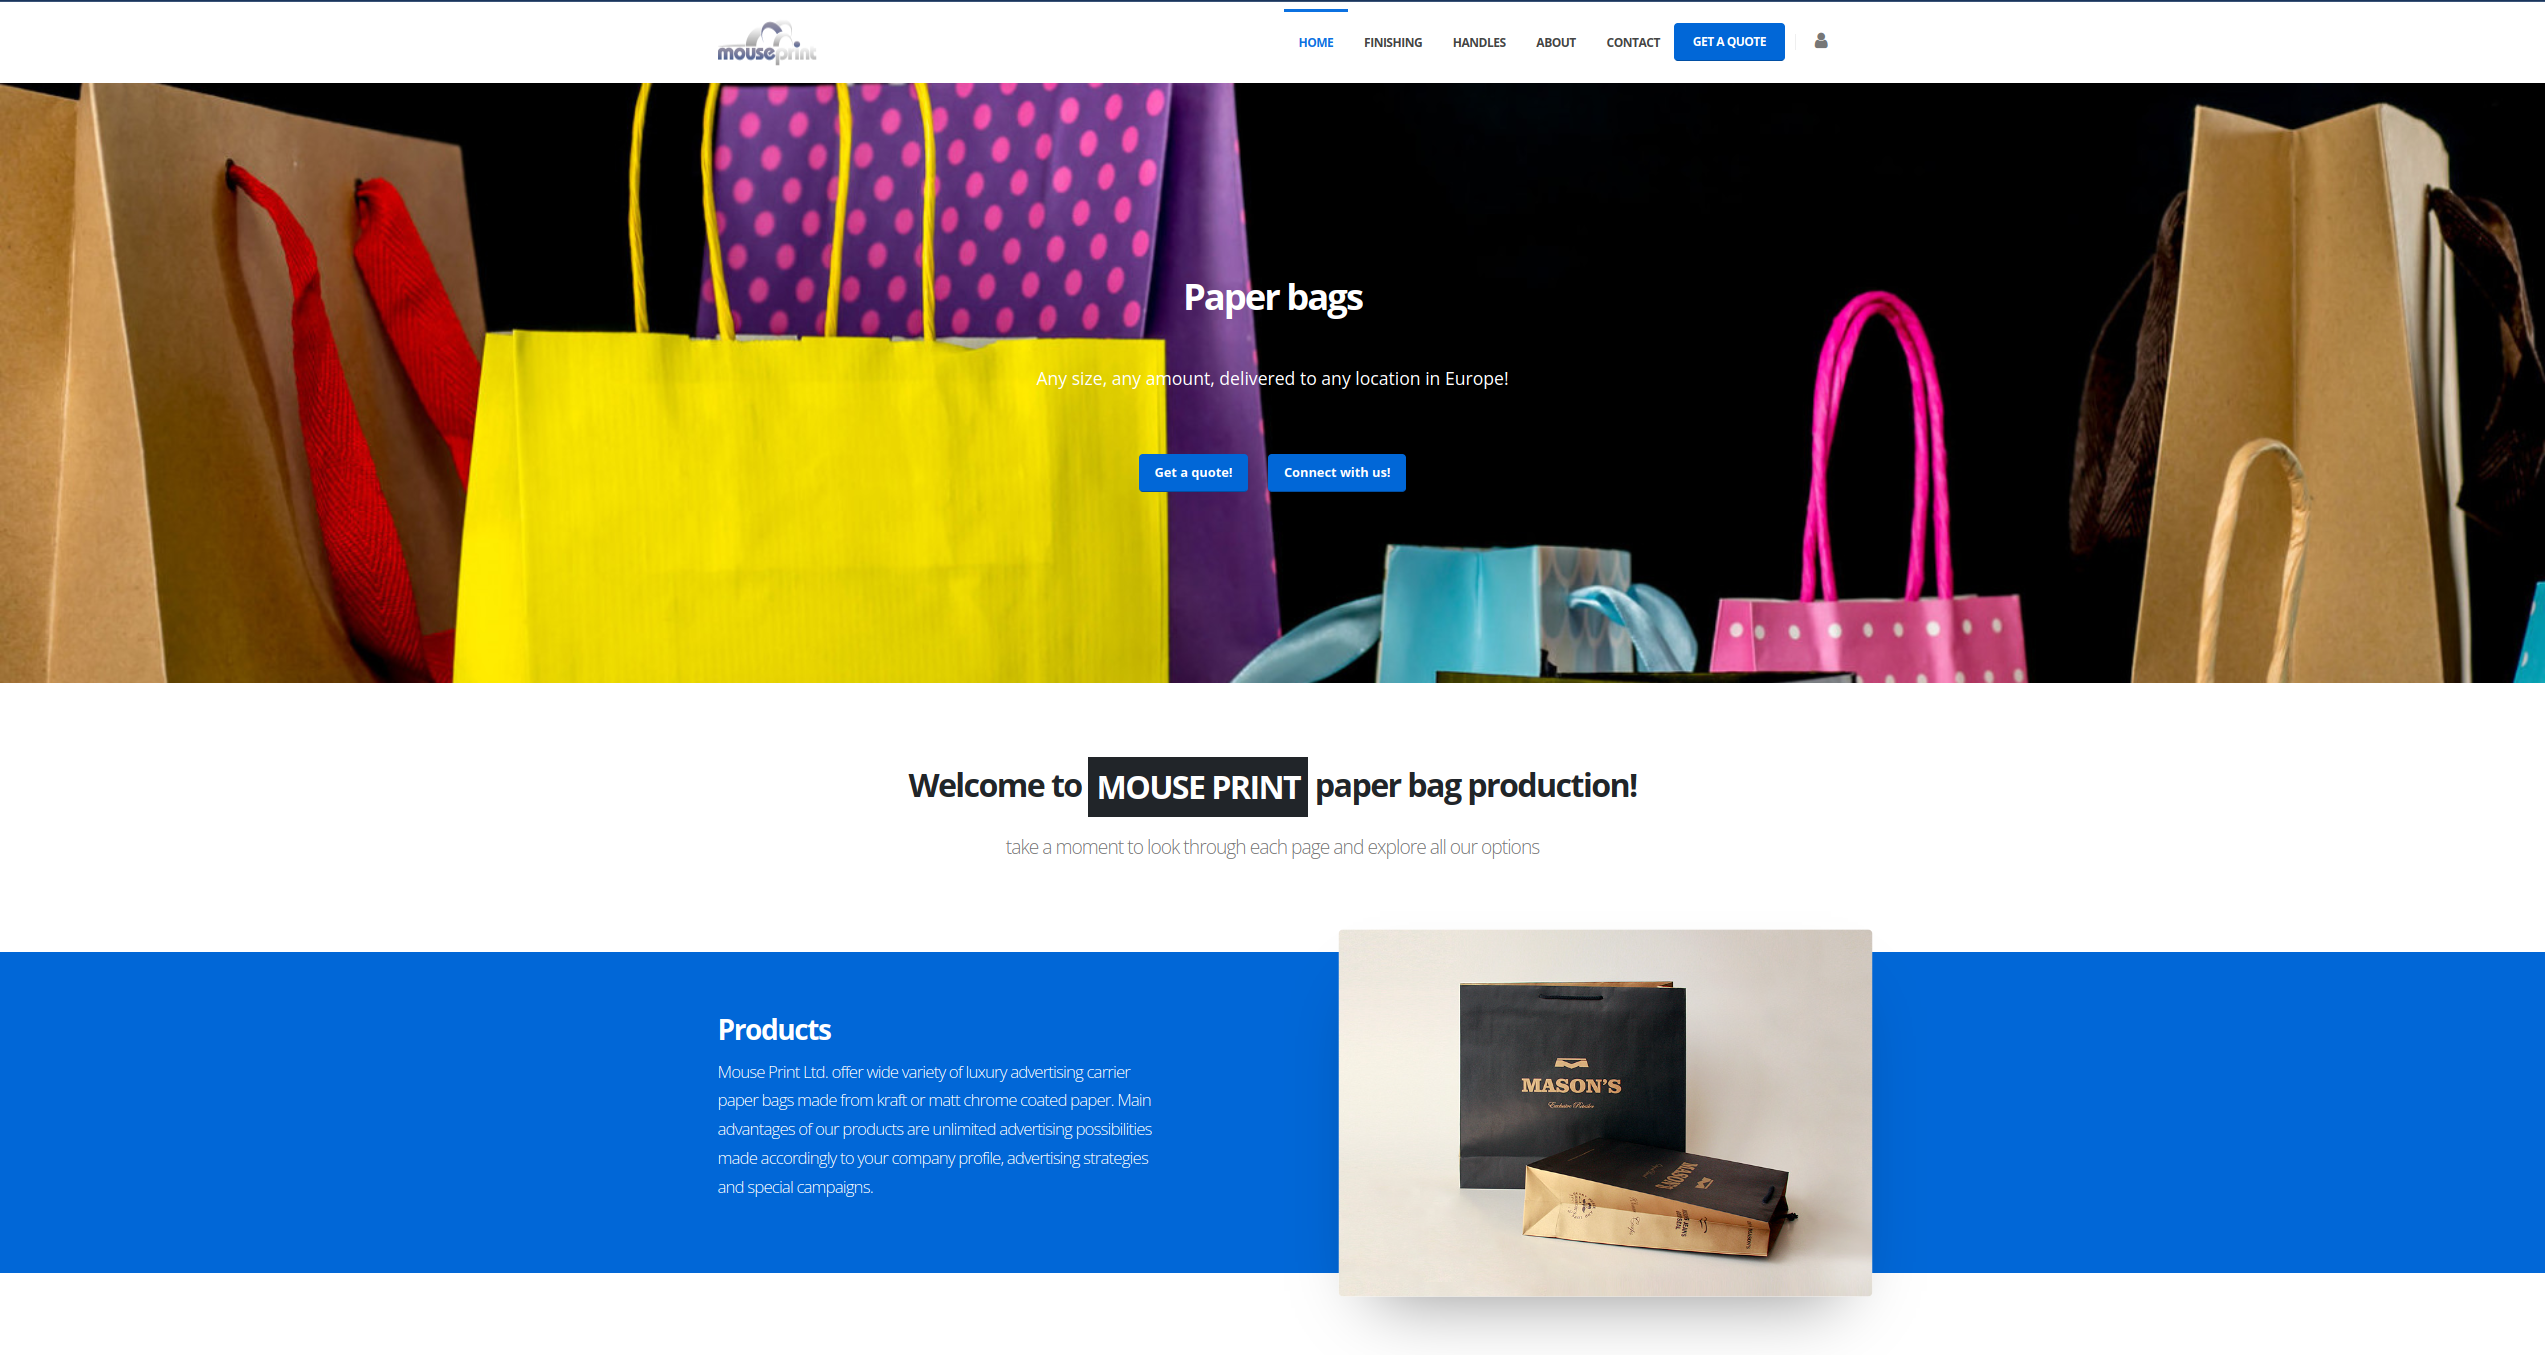 mouseprint
HOME FINISHING HANDLES ABOUT CONTACT GET A QUOTE
Paper bags
Any size, any amount, delivered to any location in Europe!
Get a quote! Connect with us!
Welcome to MOUSE PRINT paper bag production!
take a moment to look through each page and explore all our options
Products
Mouse Print Ltd. offer wide variety of luxury advertising carrier
paper bags made from kraft or matt chrome coated paper. Main
advantages of our products are unlimited advertising possibilities
made accordingly to your company profile, advertising strategies
and special campaigns.
MASON'S
Exclusive Retailer
MASON'S